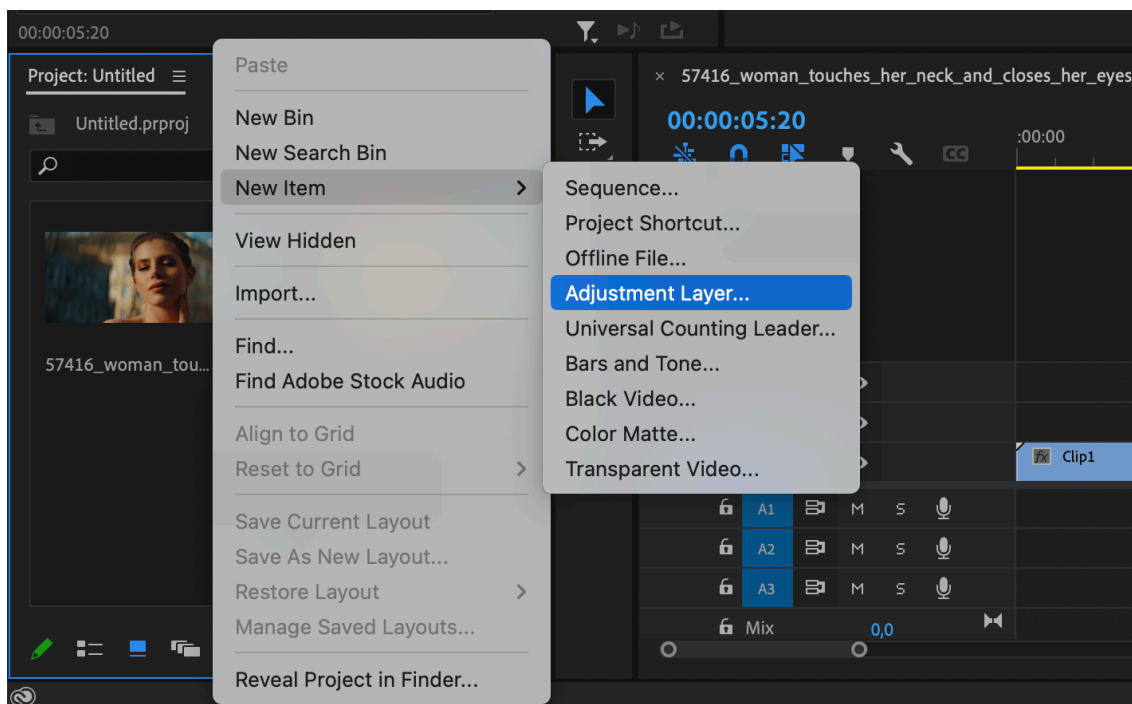 00:00:05:20
Project: Untitled
Untitled.prproj
57416_woman_tou...
Paste
New Bin
New Search Bin
New Item
View Hidden
Import...
Find...
Find Adobe Stock Audio
Align to Grid
Reset to Grid
Save Current Layout
Save As New Layout...
Restore Layout
Manage Saved Layouts...
Reveal Project in Finder...
Sequence...
Project Shortcut...
Offline File...
Adjustment Layer...
Universal Counting Leader...
Bars and Tone...
Black Video...
Color Matte...
Transparent Video...
× 57416_woman_touches_her_neck_and_closes_her_eyes
00:00:05:20
:00:00
CC
fx Clip1
A1 M S
A2 M S
A3 M S
Mix 0,0